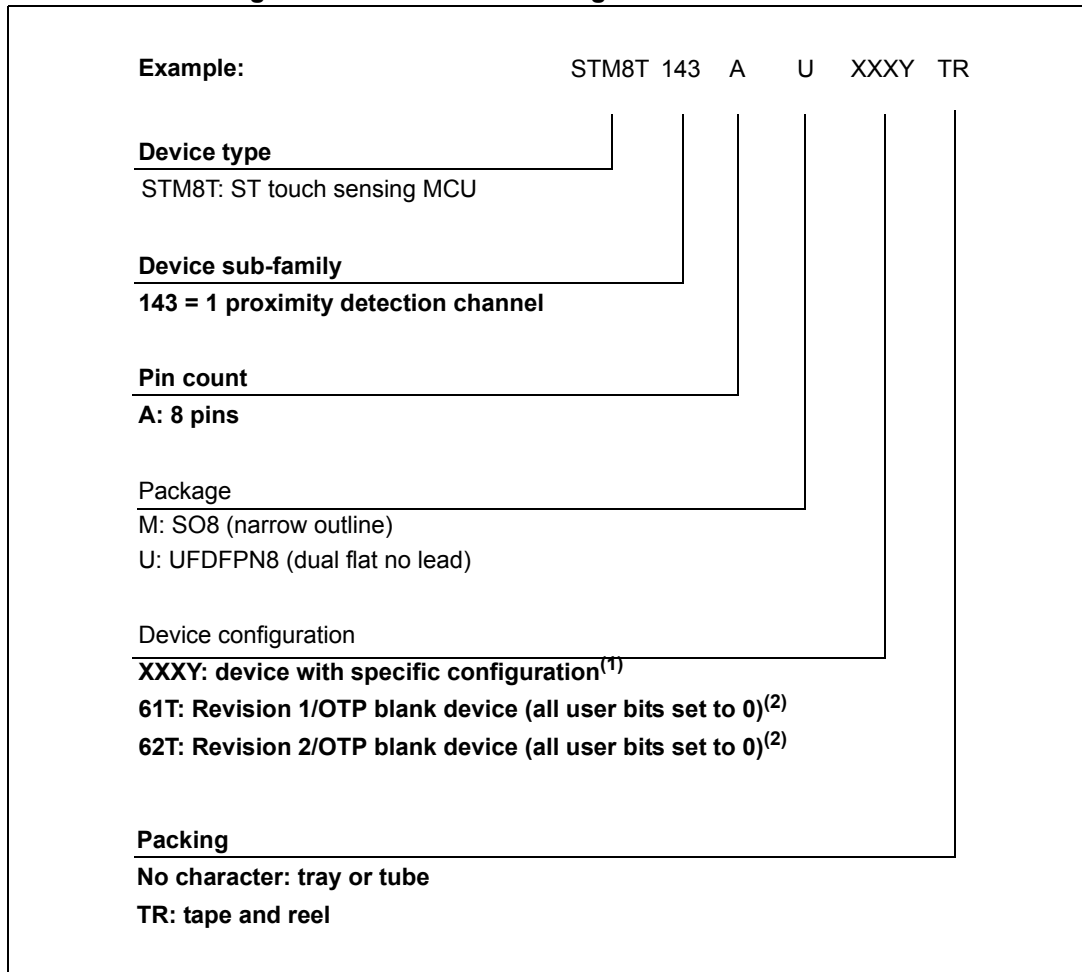 Example: STM8T 143 A U XXXY TR
Device type
STM8T: ST touch sensing MCU
Device sub-family
143 = 1 proximity detection channel
Pin count
A: 8 pins
Package
M: SO8 (narrow outline)
U: UFDFPN8 (dual flat no lead)
Device configuration
XXXY: device with specific configuration(1)
61T: Revision 1/OTP blank device (all user bits set to 0)(2)
62T: Revision 2/OTP blank device (all user bits set to 0)(2)
Packing
No character: tray or tube
TR: tape and reel